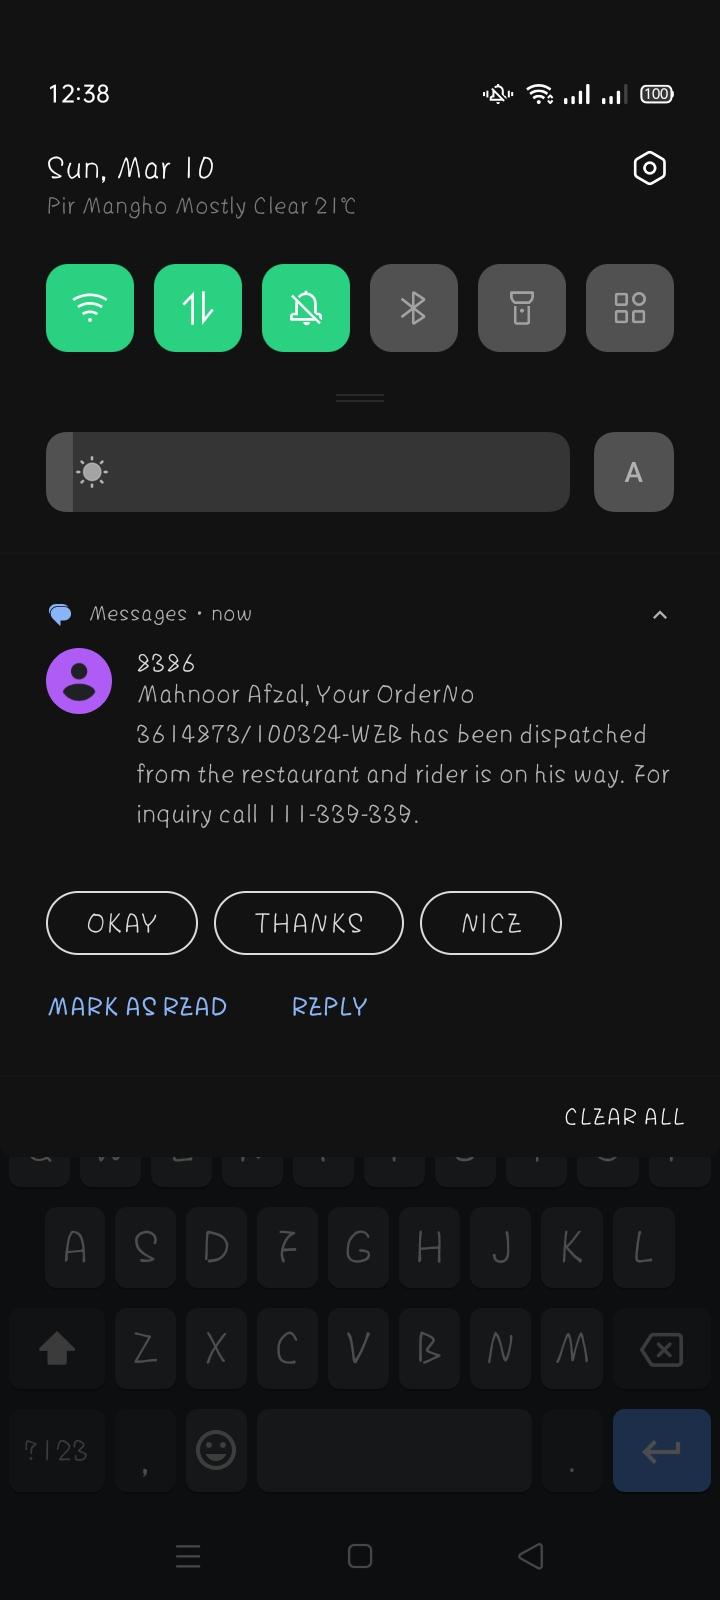 12:38
100
Sun, Mar 10
Pir Mangho Mostly Clear 21°C
A
Messages • now
8386
Mahnoor Afzal, Your OrderNo
3614873/100324-WEB has been dispatched
from the restaurant and rider is on his way. For
inquiry call 111-339-339.
OKAY THANKS NICE
MARK AS READ REPLY
CLEAR ALL
A S D F G H J K L
Z X C V B N M
?123 , .